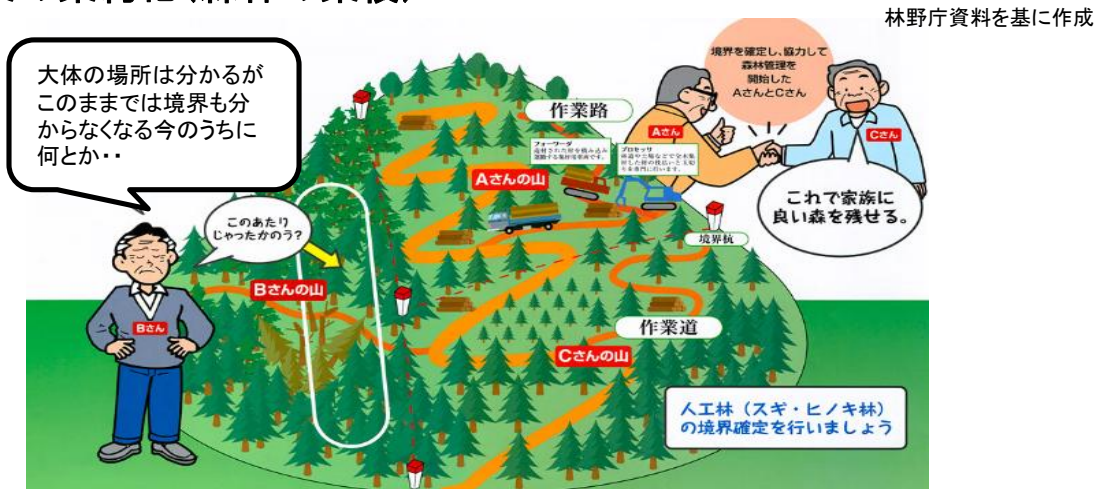 林野庁資料を基に作成
大体の場所は分かるが
このままでは境界も分
からなくなる今のうちに
何とか・・
境界を確定し、協力して
森林管理を
開始した
AさんとCさん
作業路
Aさん
Cさん
フォーワーダ
プロセッサ
Aさんの山
これで家族に
良い森を残せる。
このあたり
じゃったかのう?
境界杭
Bさんの山
Bさん
作業道
Cさんの山
人工林（スギ・ヒノキ林）
の境界確定を行いましょう